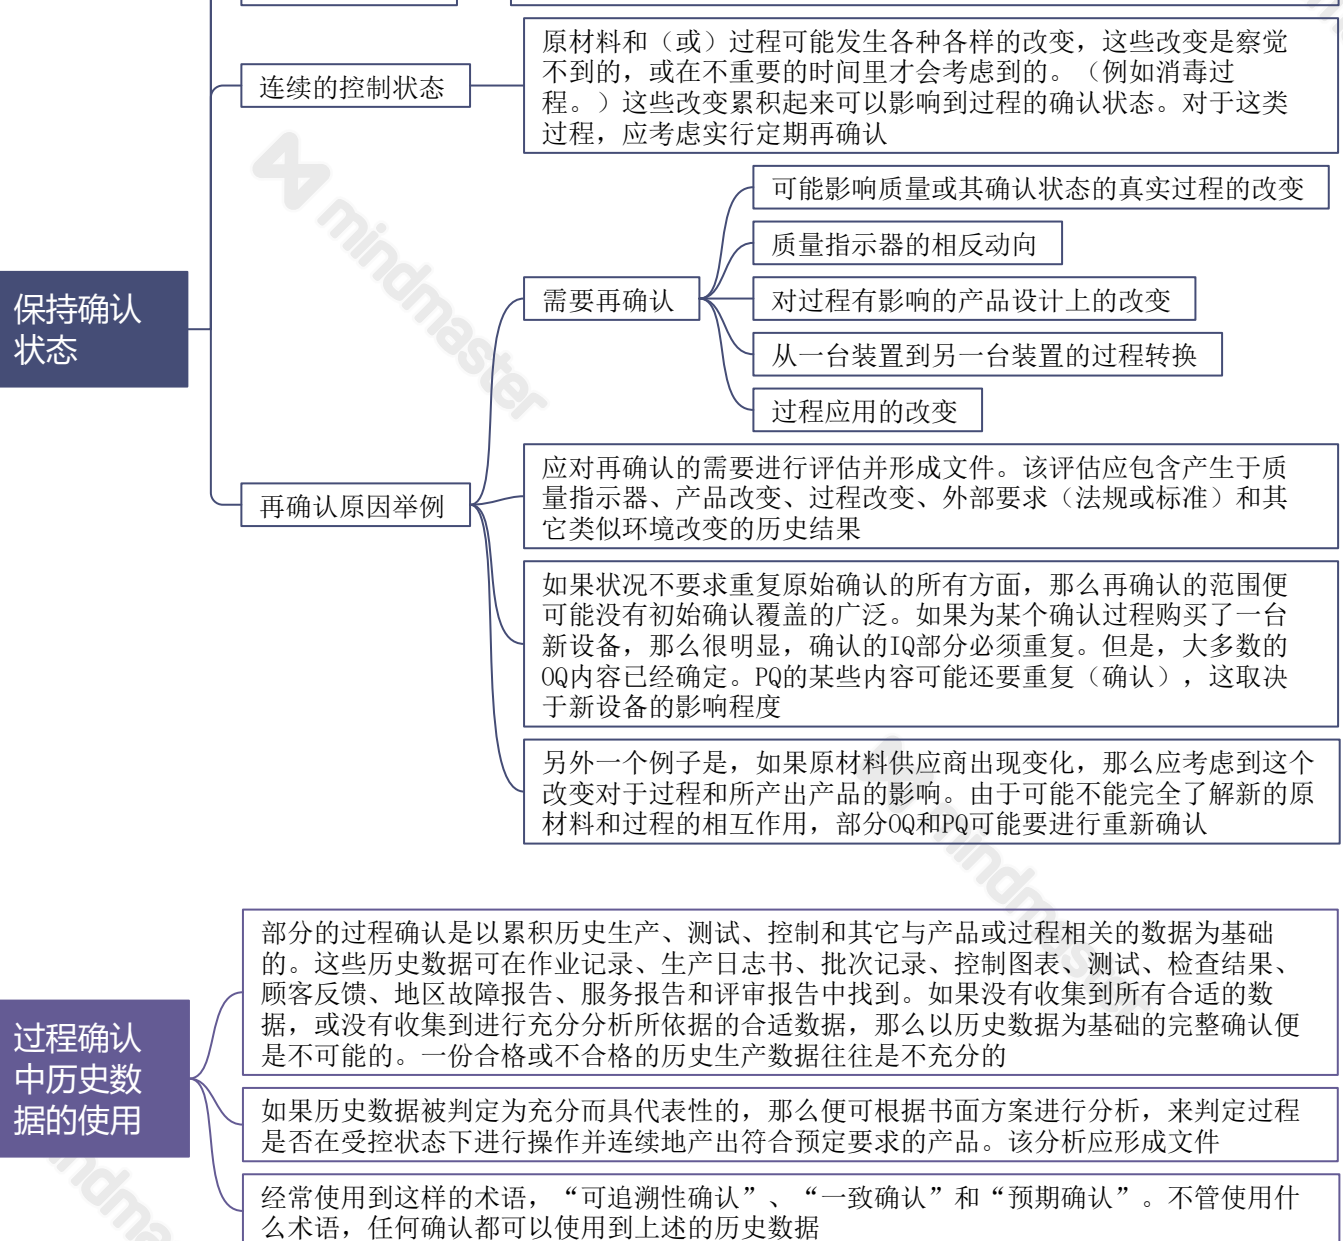 原材料和（或）过程可能发生各种各样的改变，这些改变是察觉
不到的，或在不重要的时间里才会考虑到的。（例如消毒过
程。）这些改变累积起来可以影响到过程的确认状态。对于这类
过程，应考虑实行定期再确认
连续的控制状态
可能影响质量或其确认状态的真实过程的改变
质量指示器的相反动向
需要再确认
对过程有影响的产品设计上的改变
从一台装置到另一台装置的过程转换
过程应用的改变
保持确认
状态
应对再确认的需要进行评估并形成文件。该评估应包含产生于质
量指示器、产品改变、过程改变、外部要求（法规或标准）和其
它类似环境改变的历史结果
再确认原因举例
如果状况不要求重复原始确认的所有方面，那么再确认的范围便
可能没有初始确认覆盖的广泛。如果为某个确认过程购买了一台
新设备，那么很明显，确认的IQ部分必须重复。但是，大多数的
OQ内容已经确定。PQ的某些内容可能还要重复（确认），这取决
于新设备的影响程度
另外一个例子是，如果原材料供应商出现变化，那么应考虑到这个
改变对于过程和所产出产品的影响。由于可能不能完全了解新的原
材料和过程的相互作用，部分OQ和PQ可能要进行重新确认
部分的过程确认是以累积历史生产、测试、控制和其它与产品或过程相关的数据为基础
的。这些历史数据可在作业记录、生产日志书、批次记录、控制图表、测试、检查结果、
顾客反馈、地区故障报告、服务报告和评审报告中找到。如果没有收集到所有合适的数
据，或没有收集到进行充分分析所依据的合适数据，那么以历史数据为基础的完整确认便
是不可能的。一份合格或不合格的历史生产数据往往是不充分的
过程确认
中历史数
据的使用
如果历史数据被判定为充分而具代表性的，那么便可根据书面方案进行分析，来判定过程
是否在受控状态下进行操作并连续地产出符合预定要求的产品。该分析应形成文件
经常使用到这样的术语，“可追溯性确认”、“一致确认”和“预期确认”。不管使用什
么术语，任何确认都可以使用到上述的历史数据
mindmaster
mindmaster